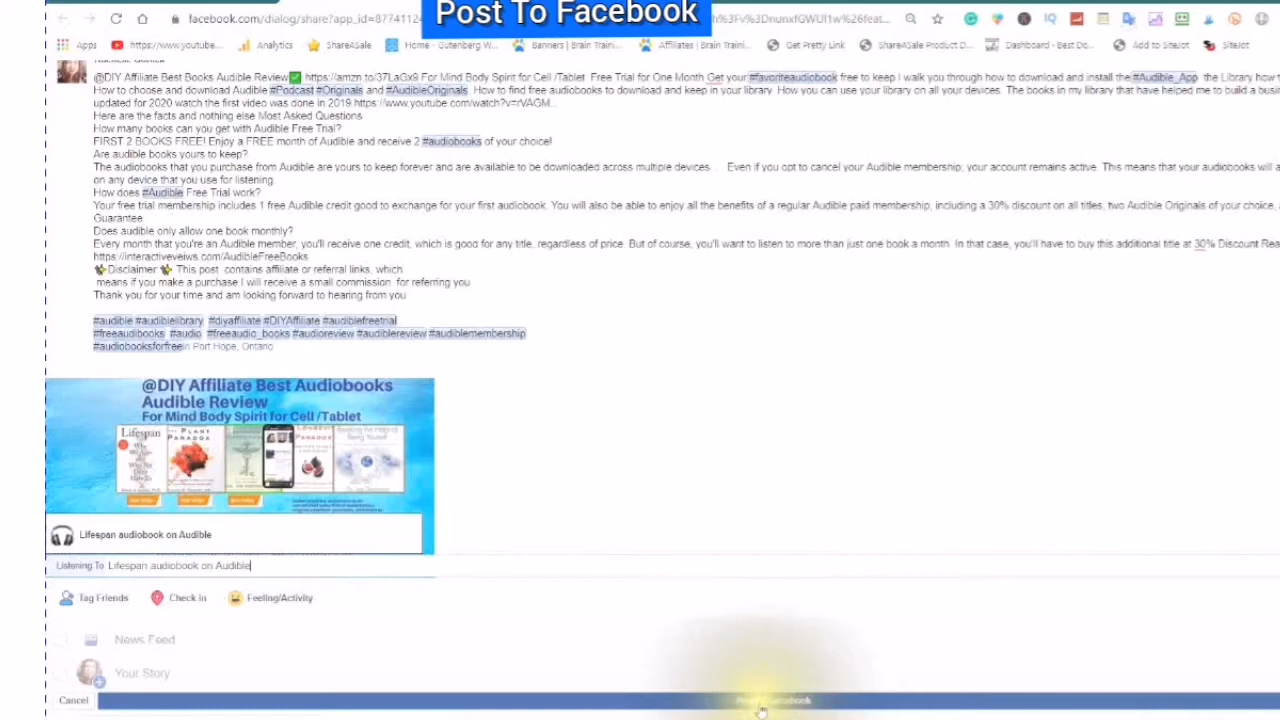 Post To Facebook
facebook.com/dialog/share?app_id=87741124
h%3Fv%3DnunxfGWUf1w%26feat...
Apps https://www.youtube... Analytics ShareASale Home - Gutenberg W... Banners | Brain Traini... Affiliates | Brain Traini... Get Pretty Link ShareASale Product D... Dashboard - Best Do... Add to SiteJot SiteJot
@DIY Affiliate Best Books Audible Review✅ https://amzn.to/37LaGx9 For Mind Body Spirit for Cell /Tablet Free Trial for One Month Get your #favoriteaudiobook free to keep I walk you through how to download and install the #Audible_App the Library how t
How to choose and download Audible #Podcast #Originals and #AudibleOriginals. How to find free audiobooks to download and keep in your library. How you can use your library on all your devices. The books in my library that have helped me to build a busi
updated for 2020 watch the first video was done in 2019 https://www.youtube.com/watch?v=rVAGM...
Here are the facts and nothing else Most Asked Questions
How many books can you get with Audible Free Trial?
FIRST 2 BOOKS FREE! Enjoy a FREE month of Audible and receive 2 #audiobooks of your choice!
Are audible books yours to keep?
The audiobooks that you purchase from Audible are yours to keep forever and are available to be downloaded across multiple devices . Even if you opt to cancel your Audible membership, your account remains active. This means that your audiobooks will a
on any device that you use for listening.
How does #Audible Free Trial work?
Your free trial membership includes 1 free Audible credit good to exchange for your first audiobook. You will also be able to enjoy all the benefits of a regular Audible paid membership, including a 30% discount on all titles, two Audible Originals of your choice, a
Guarantee.
Does audible only allow one book monthly?
Every month that you're an Audible member, you'll receive one credit, which is good for any title, regardless of price. But of course, you'll want to listen to more than just one book a month. In that case, you'll have to buy this additional title at 30% Discount Rea
https://interactiveveiws.com/AudibleFreeBooks
Disclaimer This post contains affiliate or referral links, which
means if you make a purchase I will receive a small commission for referring you
Thank you for your time and am looking forward to hearing from you
#audible #audiblelibrary #diyaffiliate #DIYAffiliate #audiblefreetrial
#freeaudibooks #audio #freeaudio_books #audioreview #audiblereview #audiblemembership
#audiobooksforfree in Port Hope, Ontario
@DIY Affiliate Best Audiobooks
Audible Review
For Mind Body Spirit for Cell /Tablet
Lifespan
PLANT PARADOX
Lifespan audiobook on Audible
Listening To Lifespan audiobook on Audible
Tag Friends Check in Feeling/Activity
News Feed
Your Story
Cancel